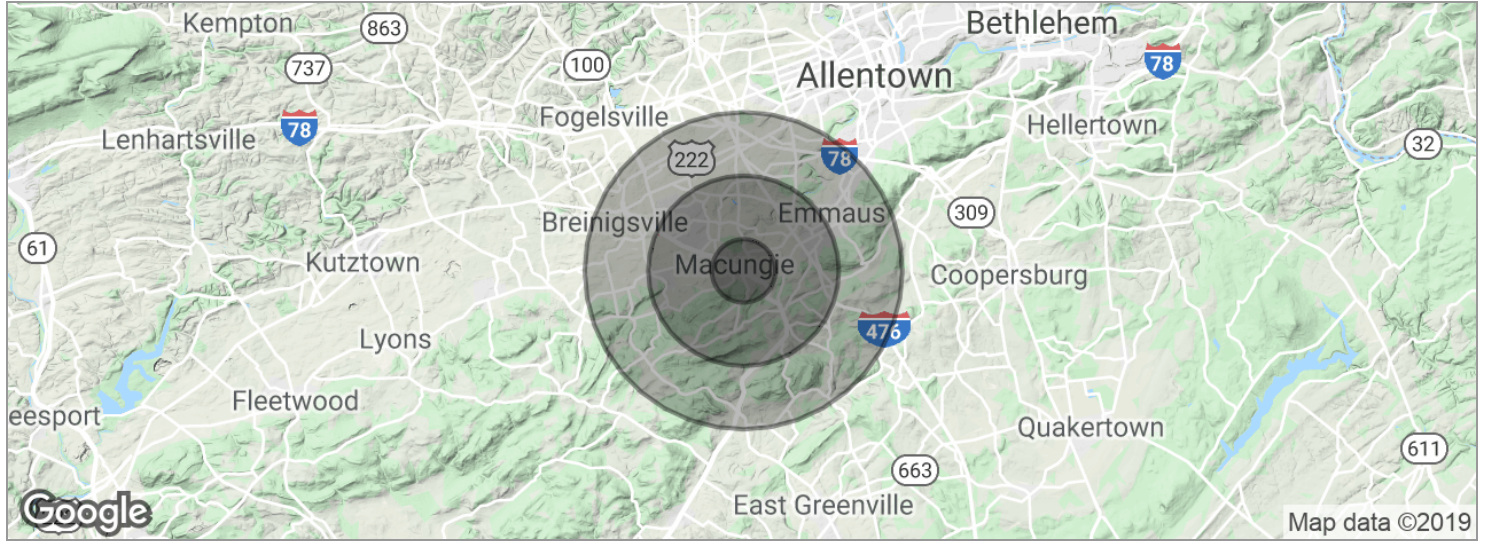 Kempton
863
Bethlehem
737
100
Allentown
78
Fogelsville
78
Lenhartsville
Hellertown
32
222
78
309
Breinigsville
Emmaus
61
Kutztown
Macungie
Coopersburg
476
Lyons
Fleetwood
eesport
Quakertown
611
663
East Greenville
Google
Map data ©2019